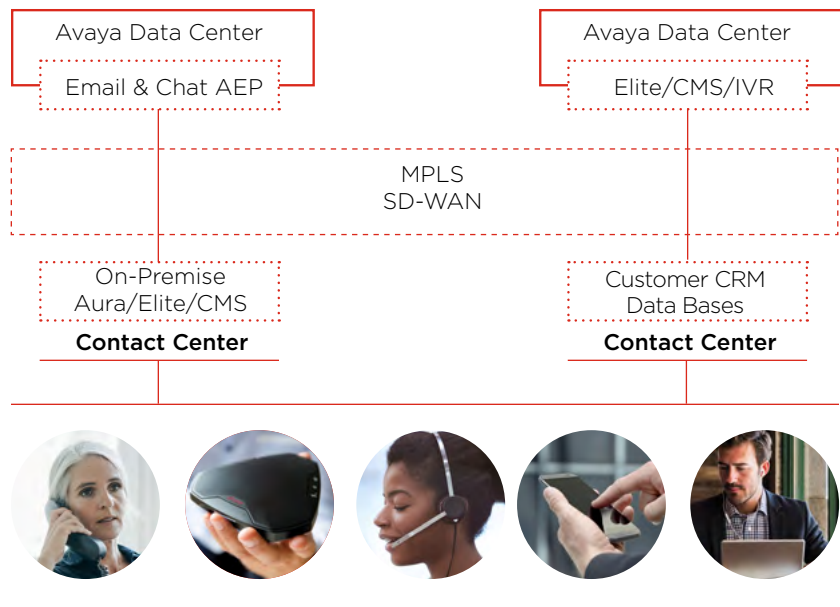 Avaya Data Center
Email & Chat AEP
Avaya Data Center
Elite/CMS/IVR
MPLS
SD-WAN
On-Premise
Aura/Elite/CMS
Contact Center
Customer CRM
Data Bases
Contact Center